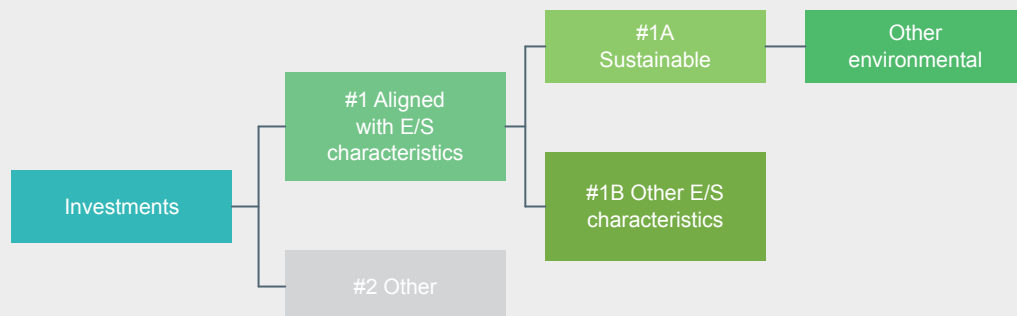 #1A
Sustainable
Other
environmental
#1 Aligned
with E/S
characteristics
Investments
#1B Other E/S
characteristics
#2 Other